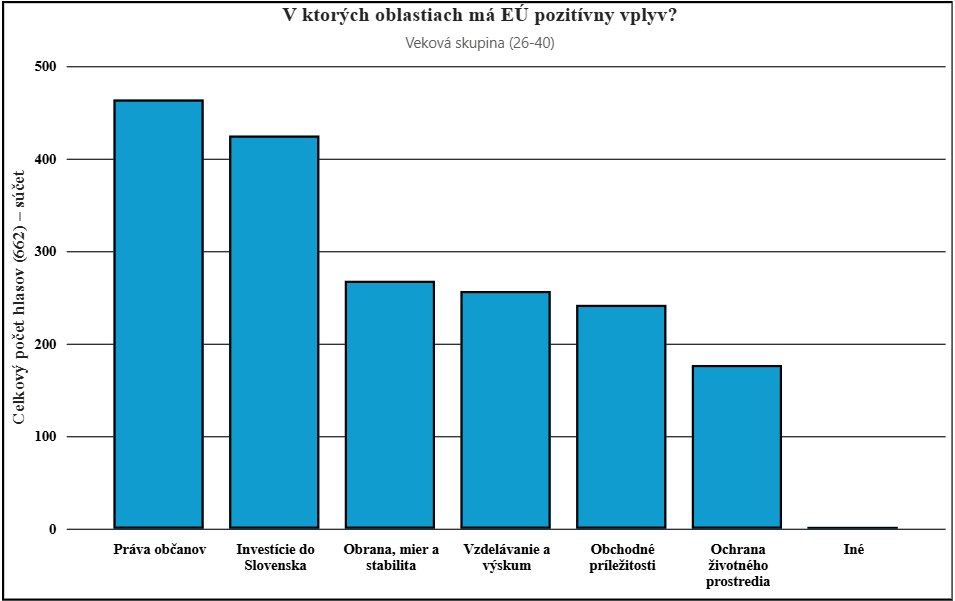 V ktorých oblastiach má EÚ pozitívny vplyv?
Veková skupina (26-40)
Celkový počet hlasov (662) – súčet
500
400
300
200
100
0
Práva občanov
Investície do
Slovenska
Obrana, mier a
stabilita
Vzdelávanie a
výskum
Obchodné
príležitosti
Ochrana
životného
prostredia
Iné